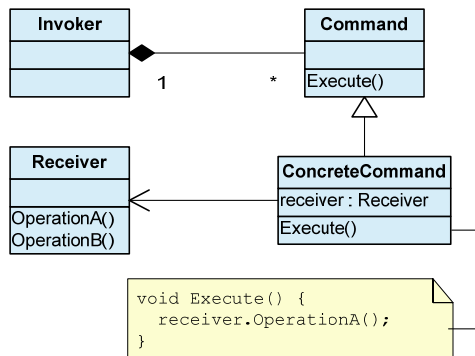 Invoker
1
*
Command
Execute()
Receiver
OperationA()
OperationB()
ConcreteCommand
receiver : Receiver
Execute()
void Execute() {
receiver.OperationA();
}